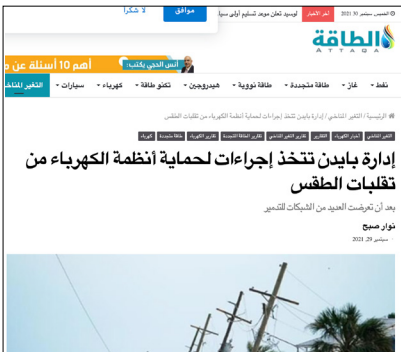 موافق
لا شكرا
الخميس, سبتمبر 30 2021
أخر الأخبار
لوسيد تعلن موعد تسليم أولى سيا
الطاقة
ATTAQA
أنس الحجي يكتب:
أهم 10 أسئلة عن م
نفط
غاز
طاقة متجددة
طاقة نووية
هيدروجين
تكنو طاقة
كهرباء
سيارات
التغير المناخي
الرئيسية / التغير المناخي / إدارة بايدن تتخذ إجراءات لحماية أنظمة الكهرباء من تقلبات الطقس
التغير المناخي
أخبار الكهرباء
التقارير
تقارير التغير المناخي
تقارير الطاقة المتجددة
تقارير الكهرباء
طاقة متجددة
كهرباء
إدارة بايدن تتخذ إجراءات لحماية أنظمة الكهرباء من
تقلبات الطقس
بعد أن تعرضت العديد من الشبكات للتدمير
نوار صبح
سبتمبر 29, 2021